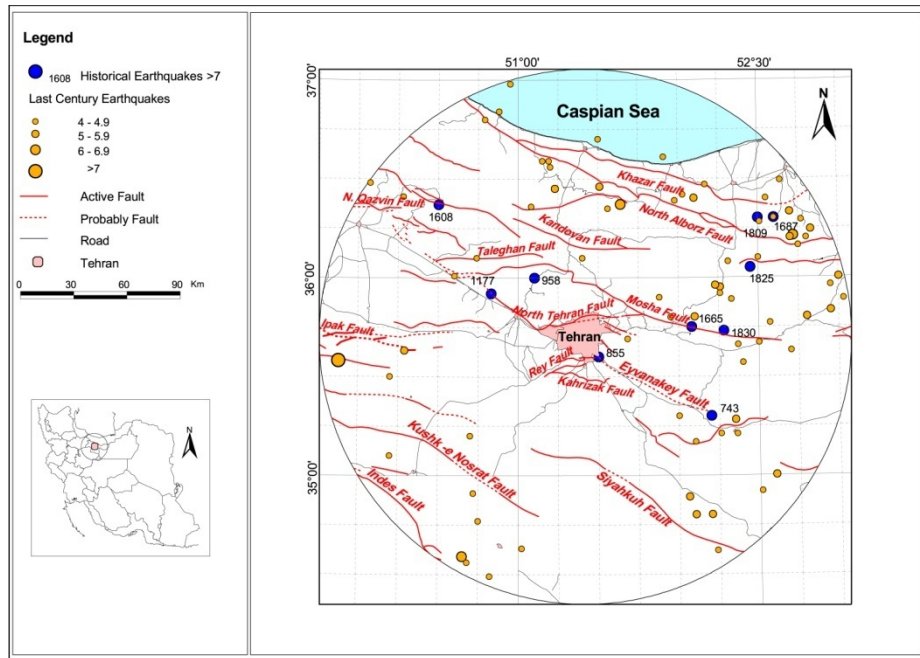 Legend
1608 Historical Earthquakes >7
Last Century Earthquakes
4 - 4.9
5 - 5.9
6 - 6.9
>7
Active Fault
Probably Fault
Road
Tehran
0 30 60 90 Km
N
51°00' 52°30'
37°00'
Caspian Sea
N
Khazar Fault
N. Qazvin Fault
1608
North Alborz Fault
1809
1687
Kandovan Fault
Taleghan Fault
36°00'
1825
1177
958
Mosha Fault
1665
North Tehran Fault
1830
Ipak Fault
Tehran
855
Rey Fault
Eyvanakey Fault
Kahrizak Fault
743
Kushk -e Nosrat Fault
35°00'
Indes Fault
Siyahkuh Fault
N